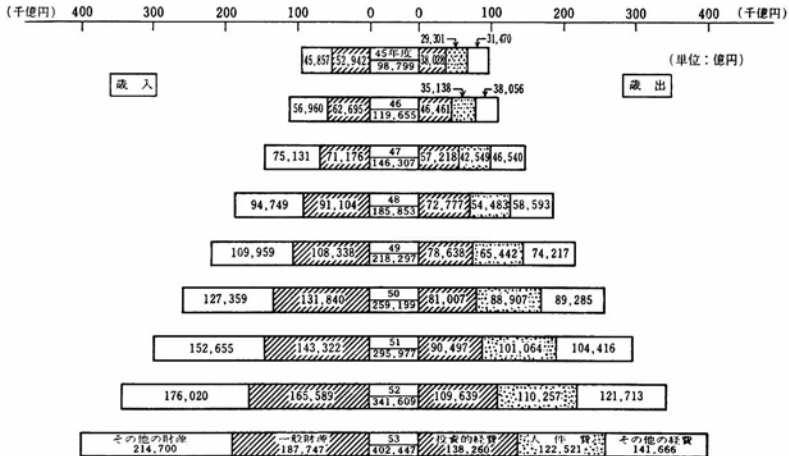 (千億円) 400 300 200 100 0 0 100 200 300 400 (千億円)
(単位：億円)
歳入
歳出
29,301 31,470
45,857 52,942 45年度 98,799 38,028
35,138 38,056
56,960 62,695 46 119,655 46,461
75,131 71,176 47 146,307 57,218 42,549 46,540
94,749 91,104 48 185,853 72,777 54,483 58,593
109,959 108,338 49 218,297 78,638 65,442 74,217
127,359 131,840 50 259,199 81,007 88,907 89,285
152,655 143,322 51 295,977 90,497 101,064 104,416
176,020 165,589 52 341,609 109,639 110,257 121,713
その他の財源 一般財源 53 投資的経費 人件費 その他の経費
214,700 187,747 402,447 138,260 122,521 141,666